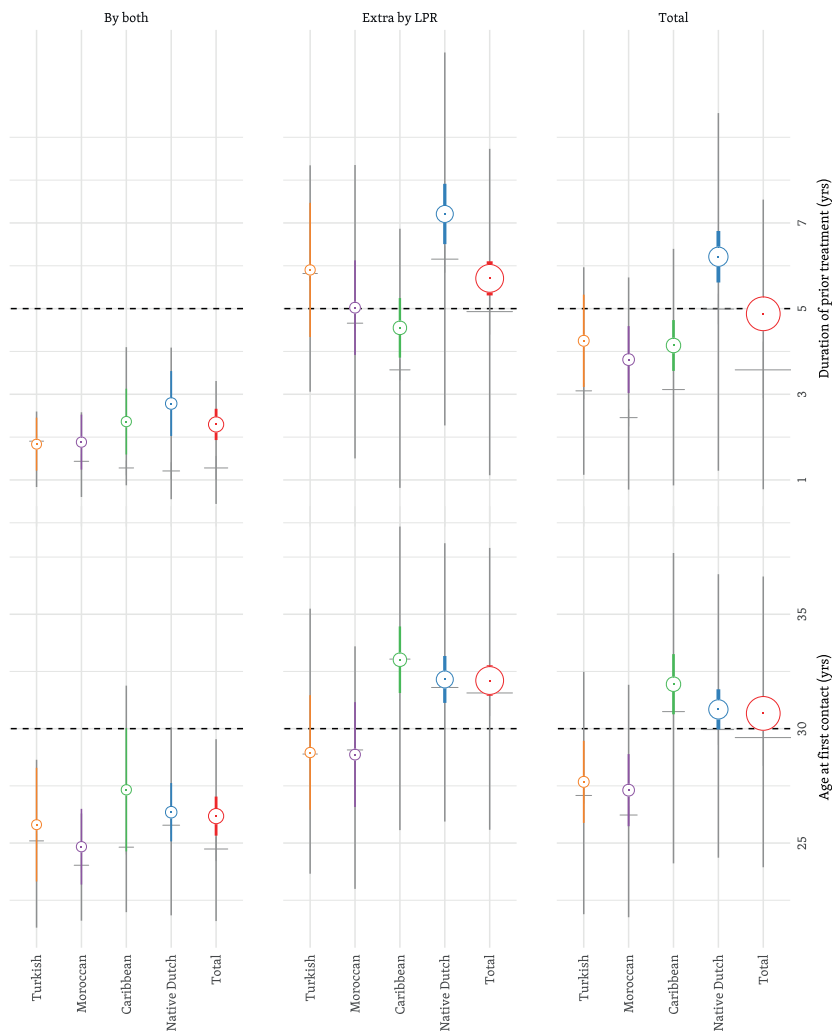 By both
Extra by LPR
Total
7
5
3
1
Duration of prior treatment (yrs)
35
30
25
Age at first contact (yrs)
Turkish
Moroccan
Caribbean
Native Dutch
Total
Turkish
Moroccan
Caribbean
Native Dutch
Total
Turkish
Moroccan
Caribbean
Native Dutch
Total